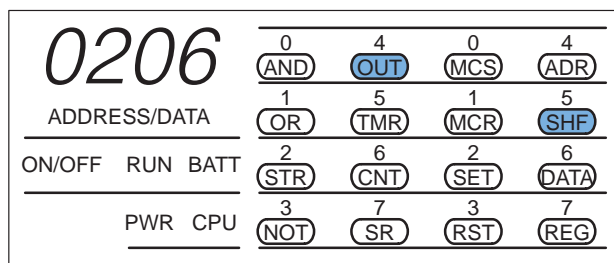 0206
ADDRESS/DATA
ON/OFF RUN BATT
PWR CPU
0 4 0 4
AND OUT MCS ADR
1 5 1 5
OR TMR MCR SHF
2 6 2 6
STR CNT SET DATA
3 7 3 7
NOT SR RST REG